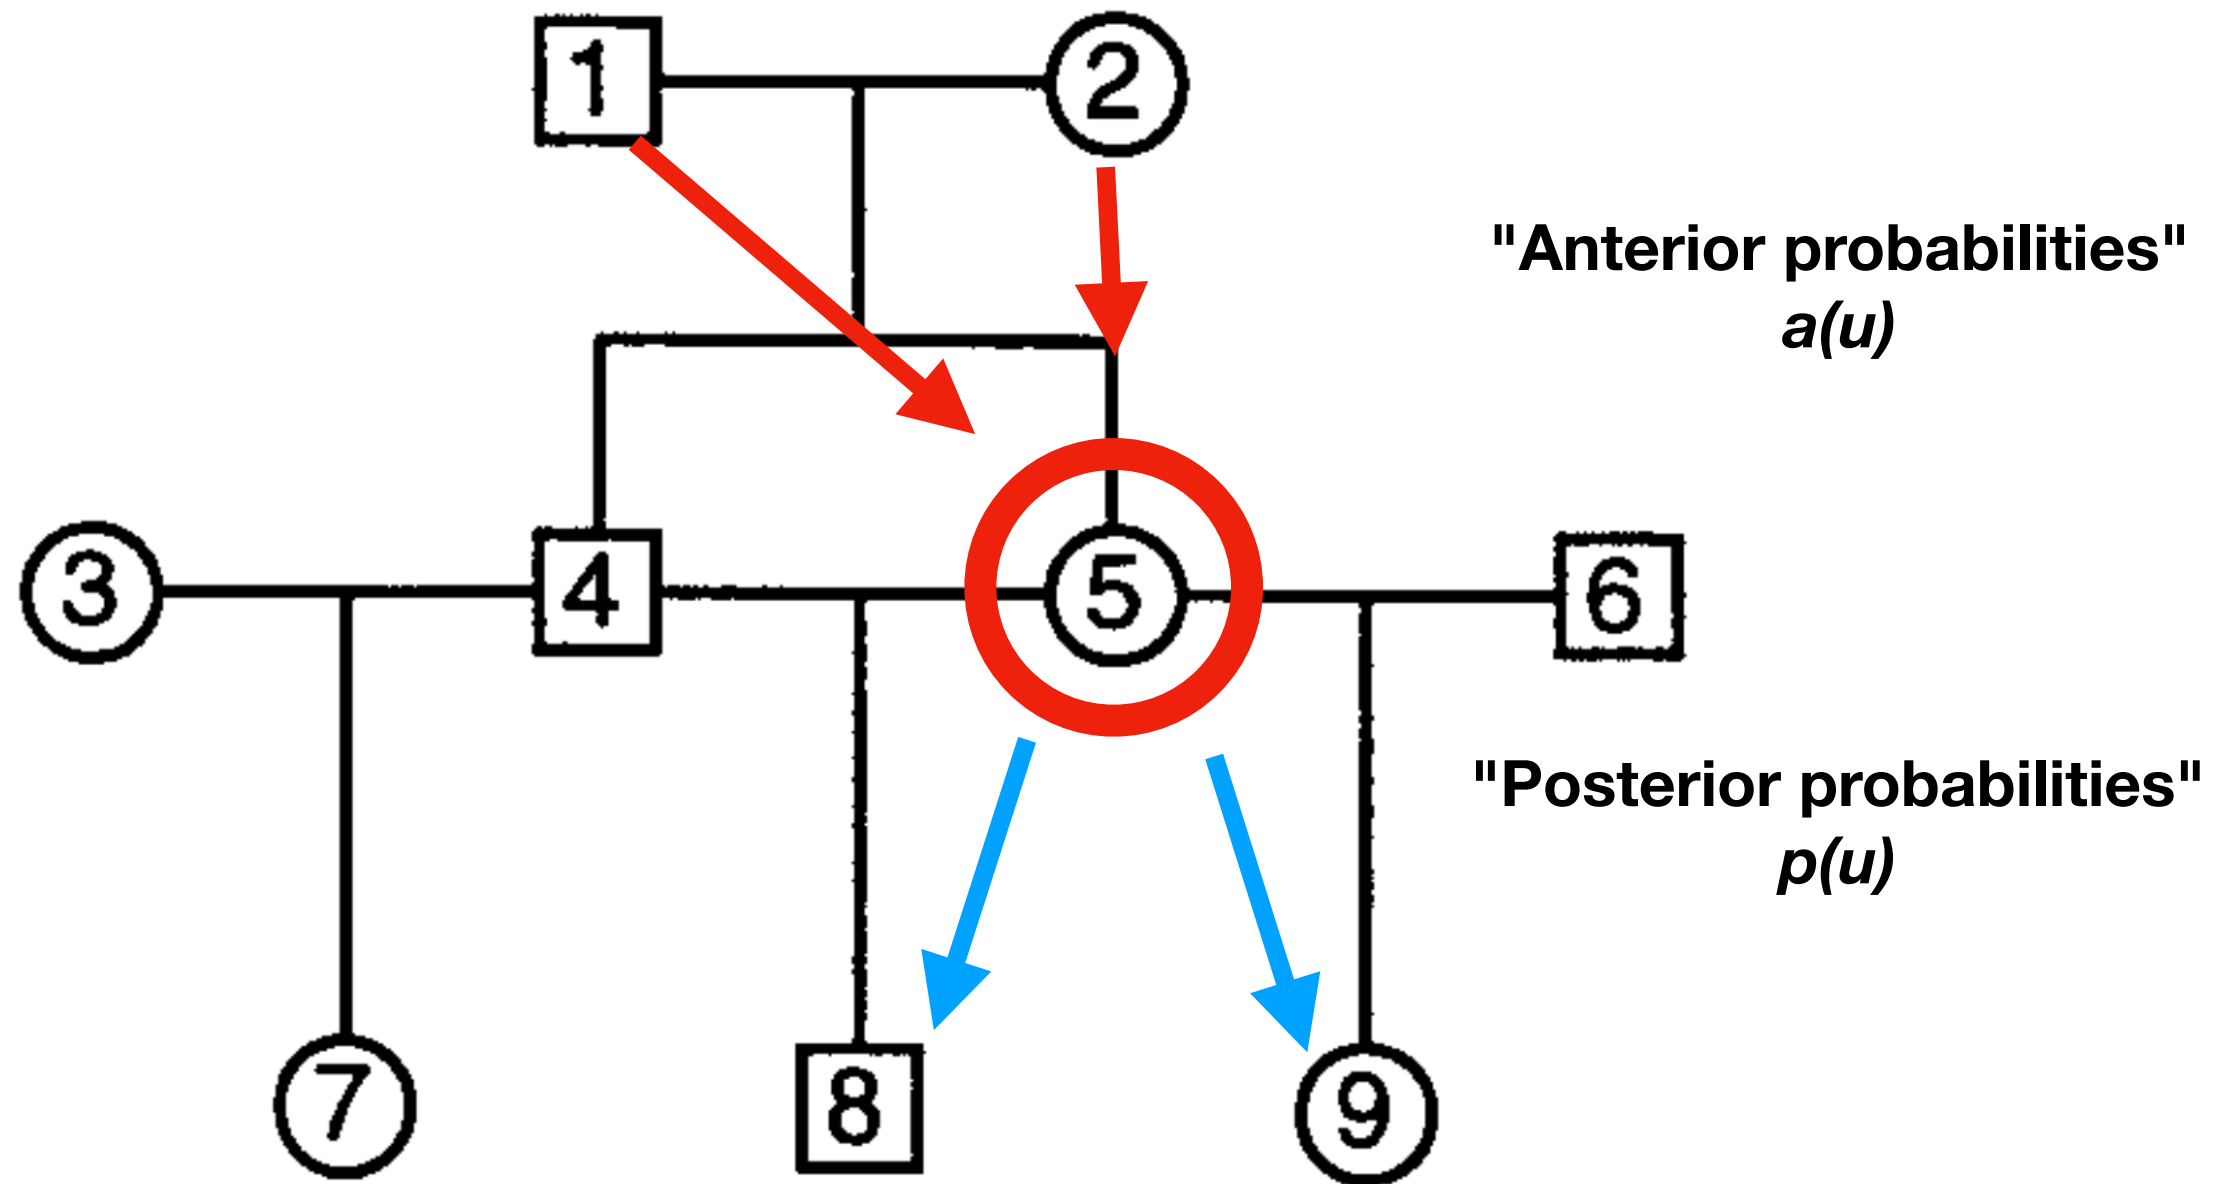 1
2
"Anterior probabilities"
a(u)
3
4
5
6
"Posterior probabilities"
p(u)
7
8
9